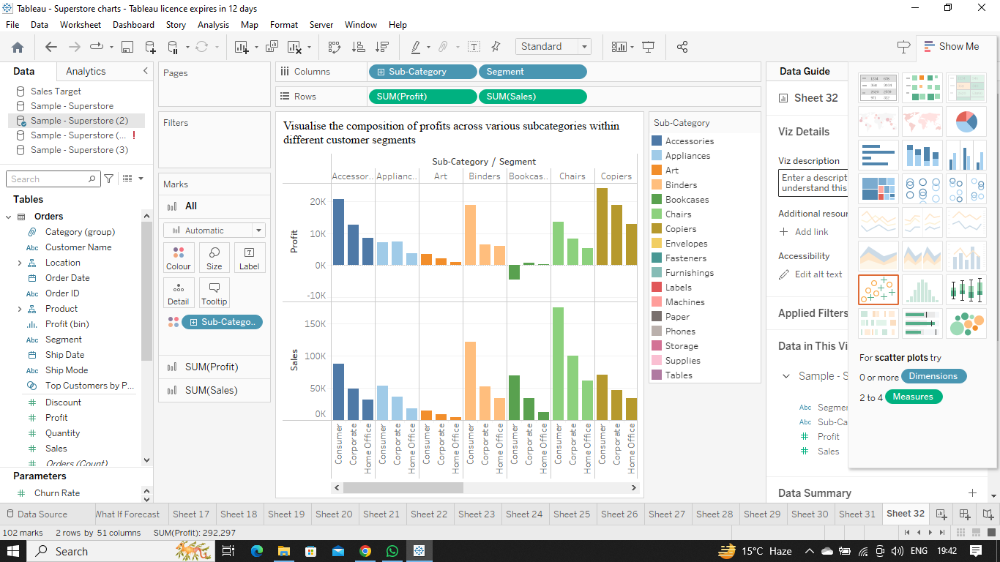 Tableau - Superstore charts - Tableau licence expires in 12 days
File Data Worksheet Dashboard Story Analysis Map Format Server Window Help
Standard
Show Me
Data Analytics
Sales Target
Sample - Superstore
Sample - Superstore (2)
Sample - Superstore (... !
Sample - Superstore (3)
Search
Tables
Orders
Category (group)
Abc Customer Name
Location
Order Date
Abc Order ID
Product
Profit (bin)
Abc Segment
Ship Date
Abc Ship Mode
Top Customers by P...
Discount
Profit
Quantity
Sales
Orders (Count)
Parameters
Churn Rate
Pages
Filters
Marks
All
Automatic
Colour Size Label
Detail Tooltip
Sub-Catego..
SUM(Profit)
SUM(Sales)
Columns Sub-Category Segment
Rows SUM(Profit) SUM(Sales)
Visualise the composition of profits across various subcategories within
different customer segments
Sub-Category / Segment
Accessor.. Applianc.. Art Binders Bookcas.. Chairs Copiers
Profit
20K
10K
0K
-10K
Sales
150K
100K
50K
0K
Consumer Corporate Home Office Consumer Corporate Home Office Consumer Corporate Home Office Consumer Corporate Home Office Consumer Corporate Home Office Consumer Corporate Home Office Consumer Corporate Home Office
Sub-Category
Accessories
Appliances
Art
Binders
Bookcases
Chairs
Copiers
Envelopes
Fasteners
Furnishings
Labels
Machines
Paper
Phones
Storage
Supplies
Tables
Data Guide
Sheet 32
Viz Details
Viz description
Enter a descript
understand this
Additional resour
Add link
Accessibility
Edit alt text
Applied Filters
Data in This Vi
Sample - S
Abc Segmen
Abc Sub-Ca
Profit
Sales
Data Summary
For scatter plots try
0 or more Dimensions
2 to 4 Measures
Data Source What If Forecast Sheet 17 Sheet 18 Sheet 19 Sheet 20 Sheet 21 Sheet 22 Sheet 23 Sheet 24 Sheet 25 Sheet 26 Sheet 27 Sheet 28 Sheet 29 Sheet 30 Sheet 31 Sheet 32
102 marks 2 rows by 51 columns SUM(Profit): 292,297
Search 15°C Haze ENG 19:42